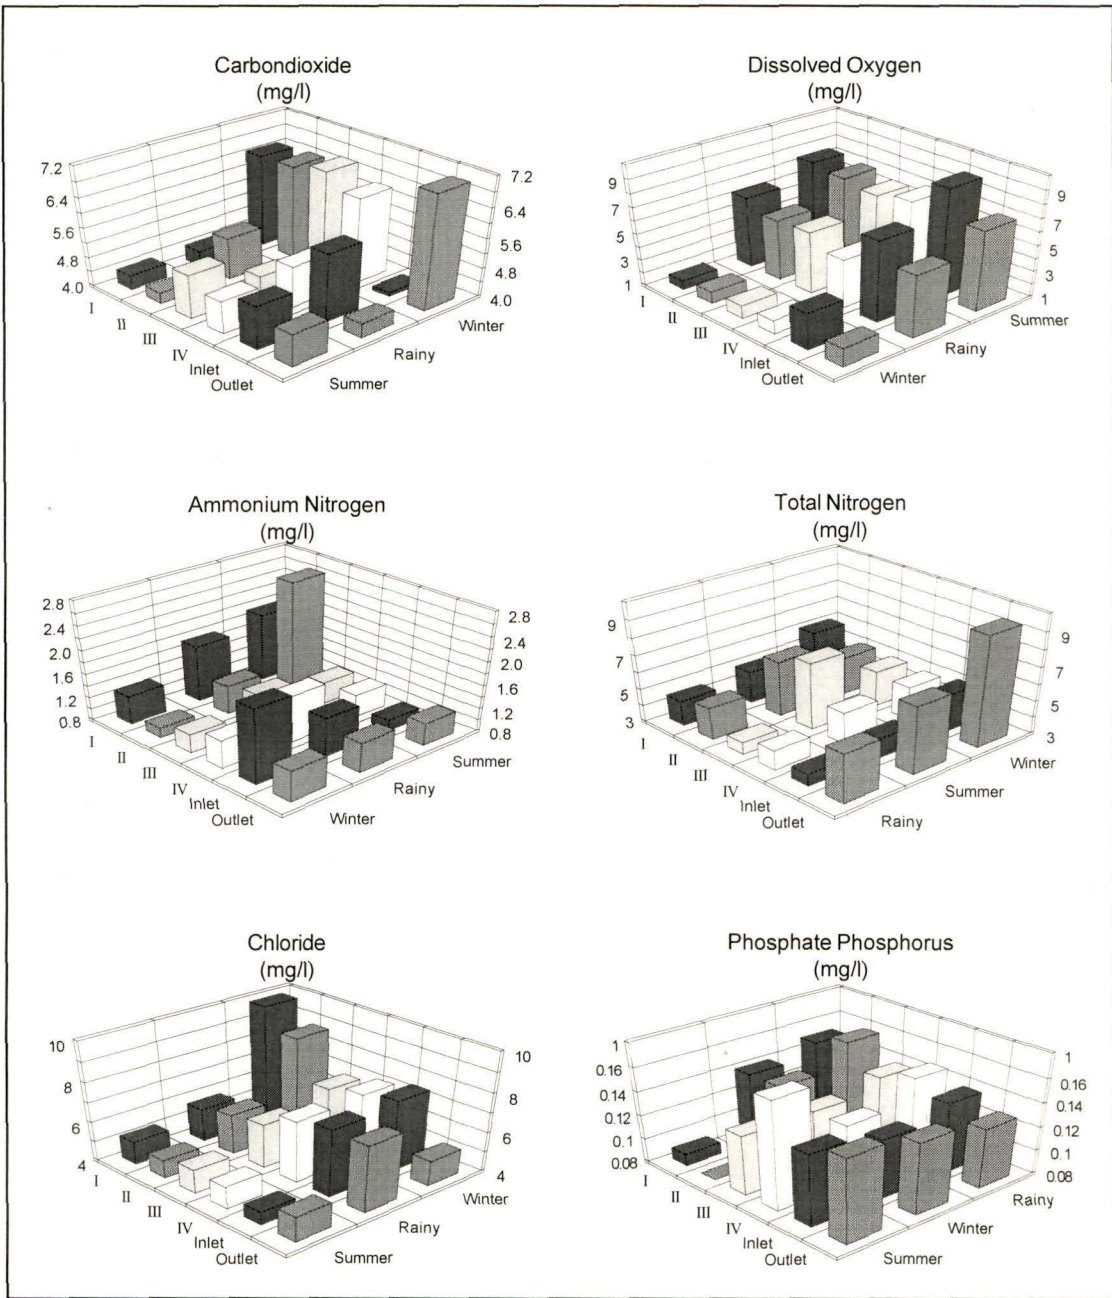 Carbondioxide
(mg/l)
7.2
6.4
5.6
4.8
4.0
7.2
6.4
5.6
4.8
4.0
I
II
III
IV
Inlet
Outlet
Summer
Rainy
Winter
Dissolved Oxygen
(mg/l)
9
7
5
3
1
9
7
5
3
1
I
II
III
IV
Inlet
Outlet
Winter
Rainy
Summer
Ammonium Nitrogen
(mg/l)
2.8
2.4
2.0
1.6
1.2
0.8
2.8
2.4
2.0
1.6
1.2
0.8
I
II
III
IV
Inlet
Outlet
Winter
Rainy
Summer
Total Nitrogen
(mg/l)
9
7
5
3
9
7
5
3
I
II
III
IV
Inlet
Outlet
Rainy
Summer
Winter
Chloride
(mg/l)
10
8
6
4
10
8
6
4
I
II
III
IV
Inlet
Outlet
Summer
Rainy
Winter
Phosphate Phosphorus
(mg/l)
1
0.16
0.14
0.12
0.1
0.08
1
0.16
0.14
0.12
0.1
0.08
I
II
III
IV
Inlet
Outlet
Summer
Winter
Rainy